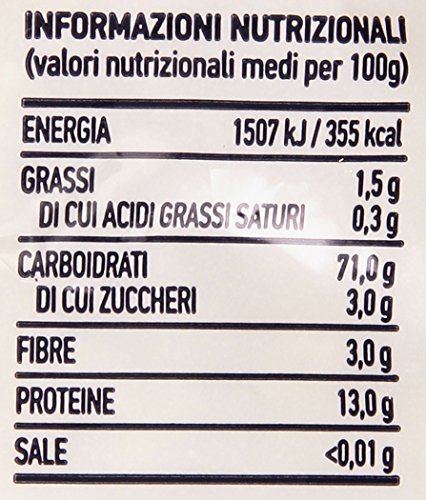 INFORMAZIONI NUTRIZIONALI
(valori nutrizionali medi per 100g)
ENERGIA 1507 kJ / 355 kcal
GRASSI 1,5 g
DI CUI ACIDI GRASSI SATURI 0,3 g
CARBOIDRATI 71,0 g
DI CUI ZUCCHERI 3,0 g
FIBRE 3,0 g
PROTEINE 13,0 g
SALE <0,01 g